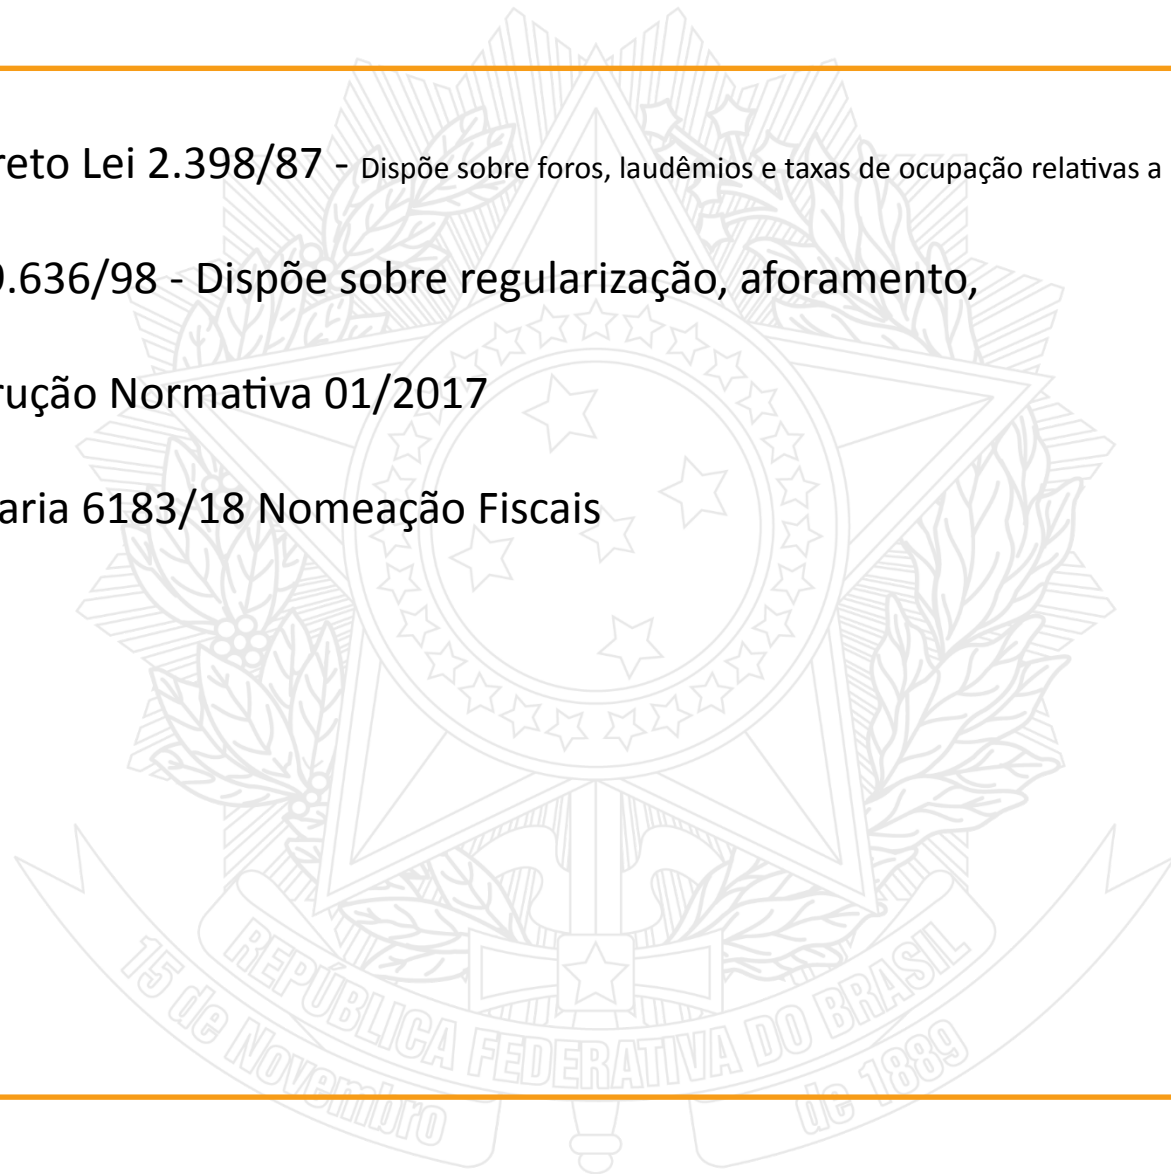 reto Lei 2.398/87 - Dispõe sobre foros, laudêmios e taxas de ocupação relativas a
9.636/98 - Dispõe sobre regularização, aforamento,
rução Normativa 01/2017
aria 6183/18 Nomeação Fiscais
REPÚBLICA FEDERATIVA DO BRASIL
15 de Novembro de 1889